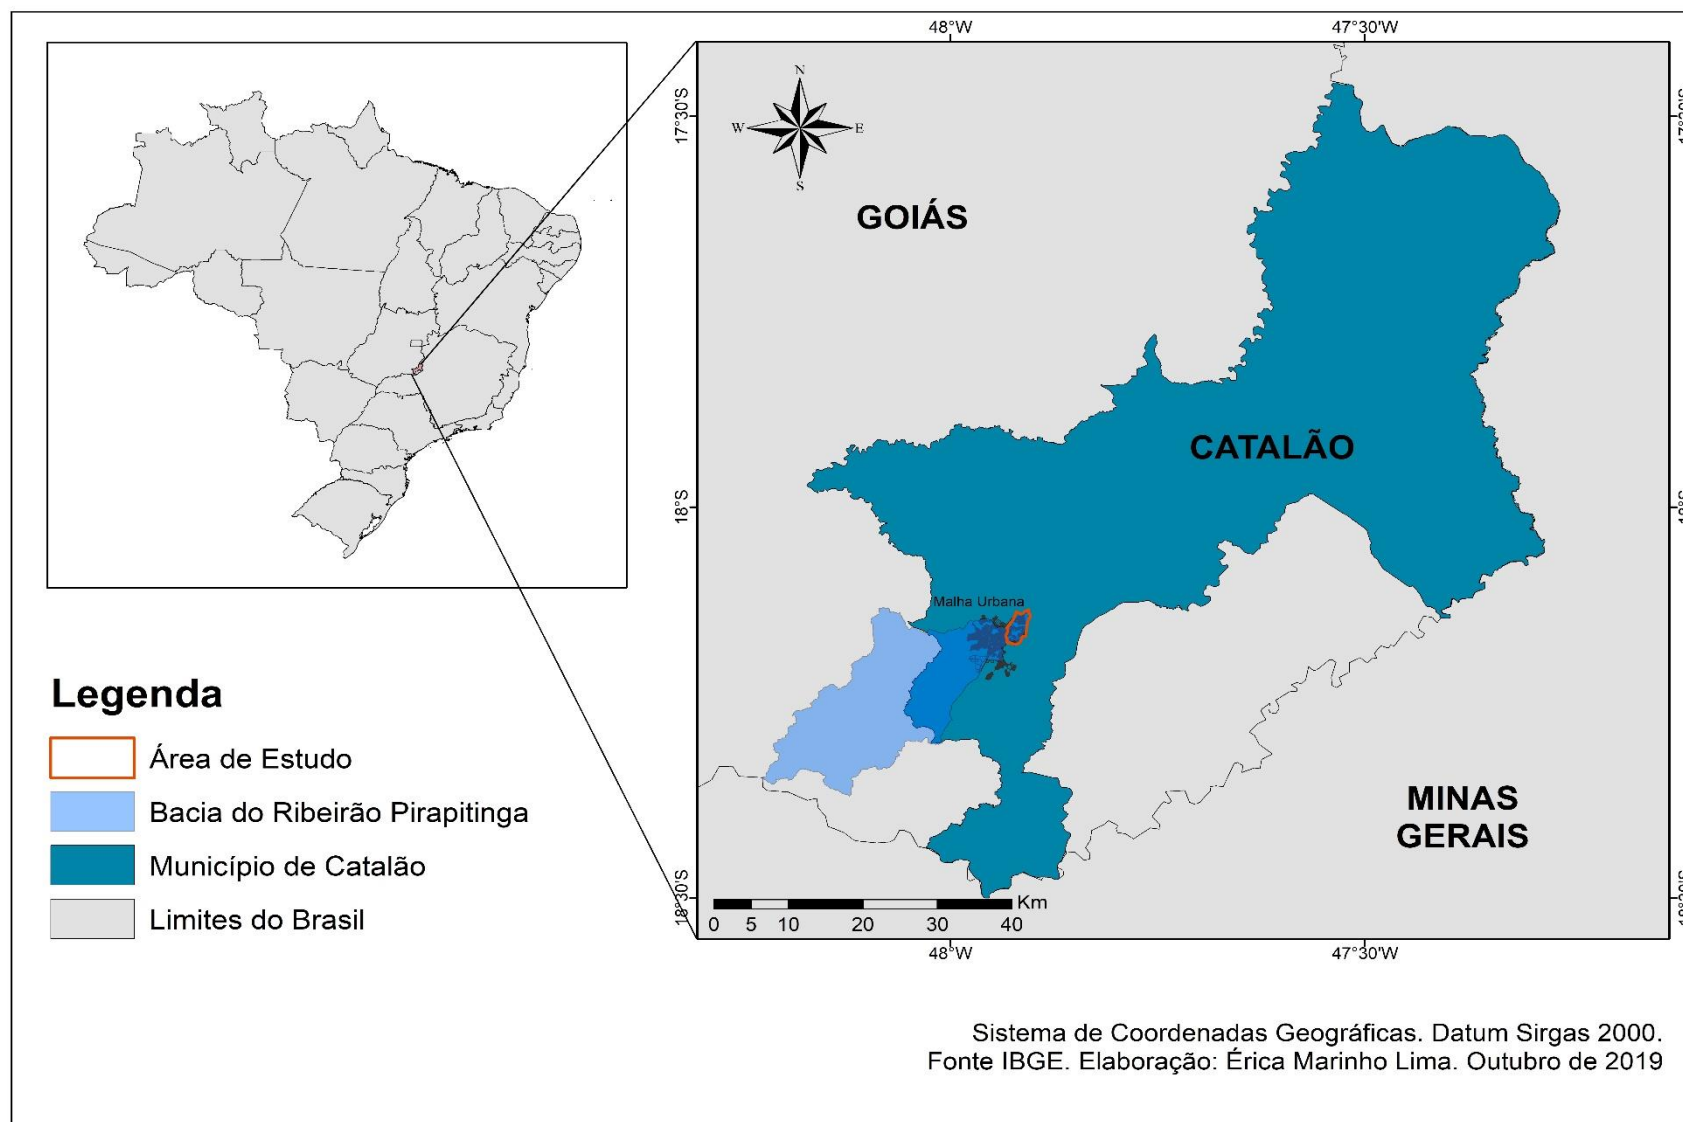 48°W
47°30'W
N
W
E
S
17°30'S
GOIÁS
CATALÃO
18°S
Malha Urbana
MINAS
GERAIS
18°30'S
Km
0 5 10 20 30 40
48°W
47°30'W
Legenda
Área de Estudo
Bacia do Ribeirão Pirapitinga
Município de Catalão
Limites do Brasil
Sistema de Coordenadas Geográficas. Datum Sirgas 2000.
Fonte IBGE. Elaboração: Érica Marinho Lima. Outubro de 2019